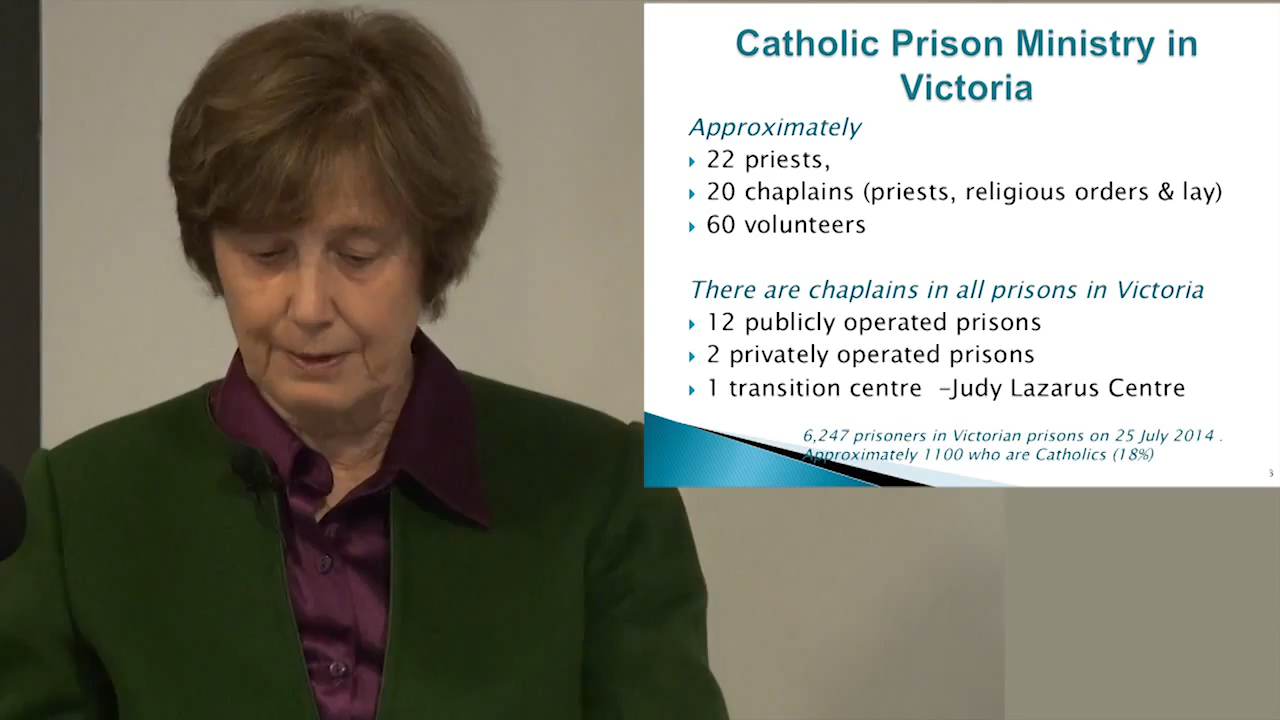 Catholic Prison Ministry in
Victoria
Approximately
22 priests,
20 chaplains (priests, religious orders & lay)
60 volunteers
There are chaplains in all prisons in Victoria
12 publicly operated prisons
2 privately operated prisons
1 transition centre –Judy Lazarus Centre
6,247 prisoners in Victorian prisons on 25 July 2014 .
Approximately 1100 who are Catholics (18%)
3